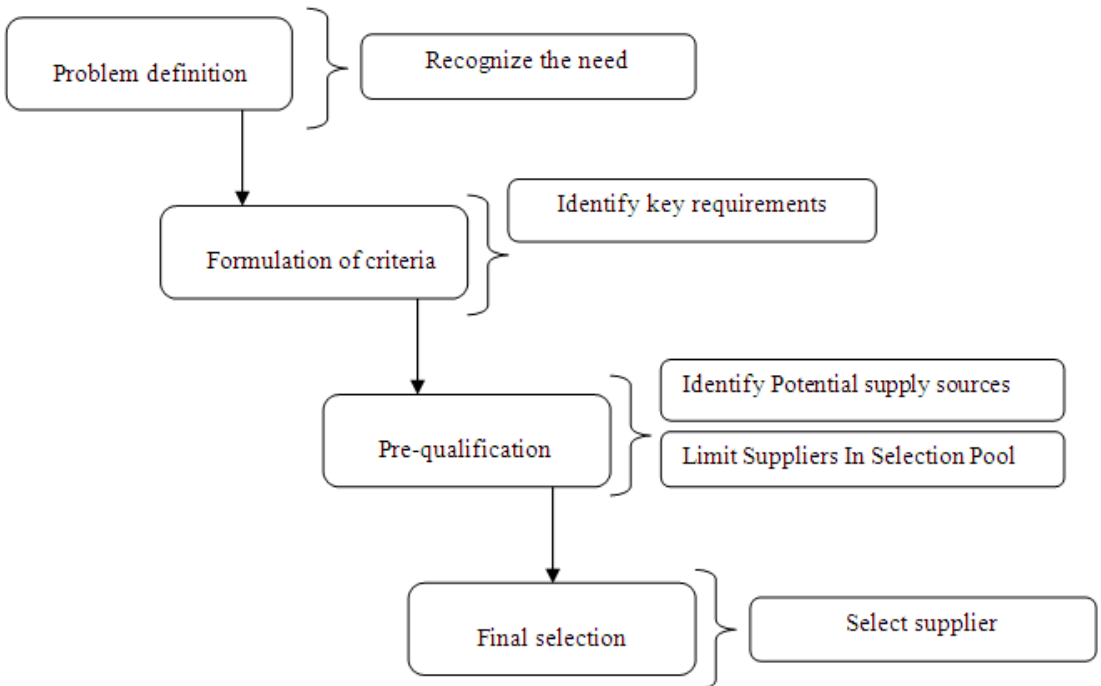 Problem definition
Recognize the need
Formulation of criteria
Identify key requirements
Pre-qualification
Identify Potential supply sources
Limit Suppliers In Selection Pool
Final selection
Select supplier